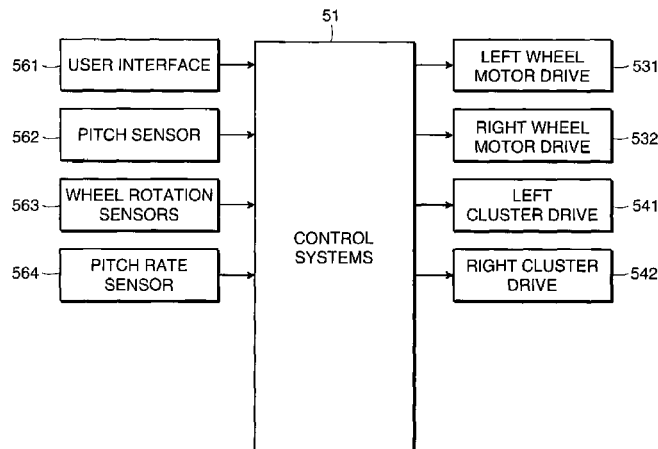 51
561
USER INTERFACE
562
PITCH SENSOR
563
WHEEL ROTATION
SENSORS
564
PITCH RATE
SENSOR
CONTROL
SYSTEMS
LEFT WHEEL
MOTOR DRIVE
531
RIGHT WHEEL
MOTOR DRIVE
532
LEFT
CLUSTER DRIVE
541
RIGHT CLUSTER
DRIVE
542